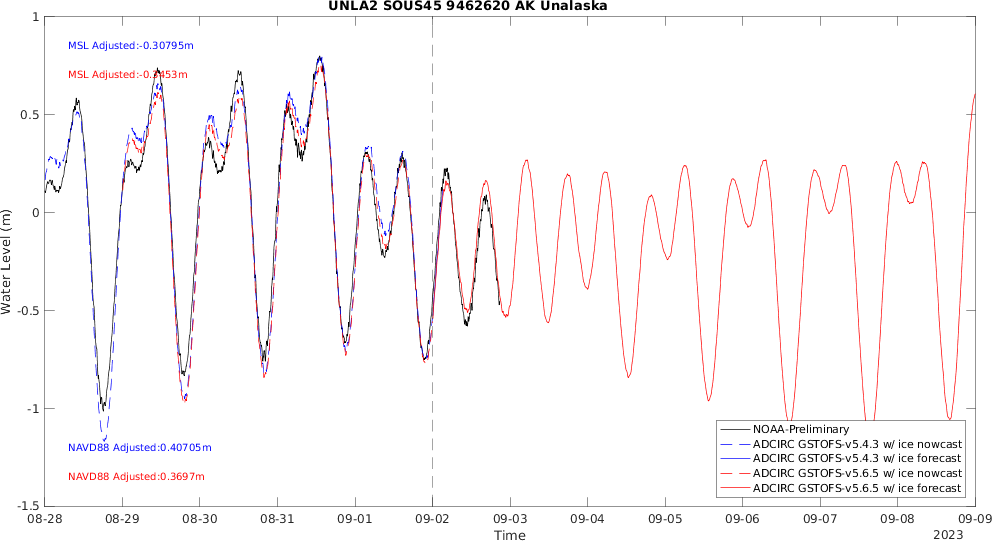 UNLA2 SOUS45 9462620 AK Unalaska
1
0.5
0
-0.5
-1
-1.5
Water Level (m)
MSL Adjusted:-0.30795m
MSL Adjusted:-0.3453m
NAVD88 Adjusted:0.40705m
NAVD88 Adjusted:0.3697m
NOAA-Preliminary
ADCIRC GSTOFS-v5.4.3 w/ ice nowcast
ADCIRC GSTOFS-v5.4.3 w/ ice forecast
ADCIRC GSTOFS-v5.6.5 w/ ice nowcast
ADCIRC GSTOFS-v5.6.5 w/ ice forecast
08-28 08-29 08-30 08-31 09-01 09-02 09-03 09-04 09-05 09-06 09-07 09-08 09-09
Time
2023